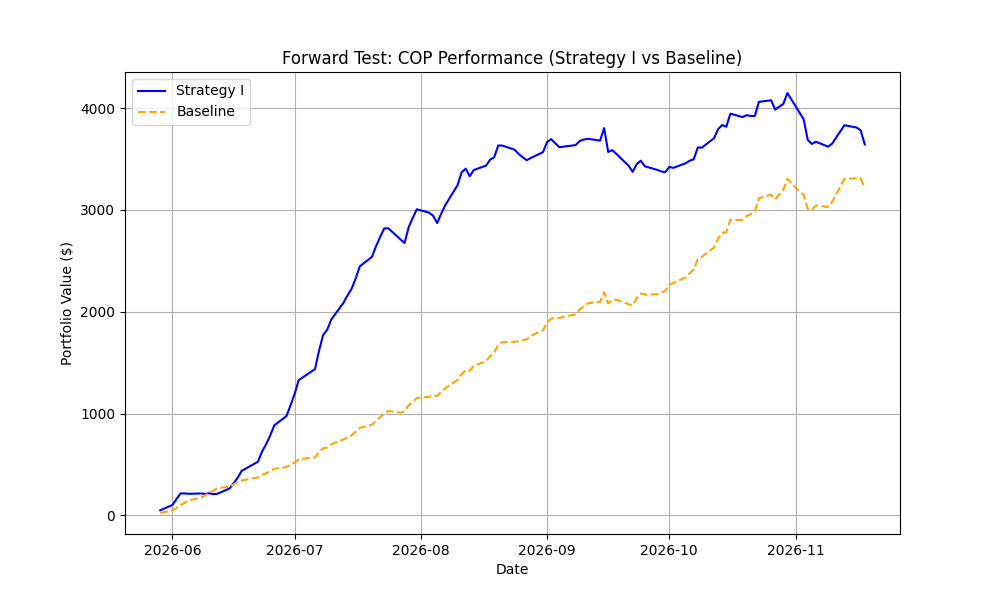 Forward Test: COP Performance (Strategy I vs Baseline)
Strategy I
Baseline
Portfolio Value ($)
4000
3000
2000
1000
0
2026-06 2026-07 2026-08 2026-09 2026-10 2026-11
Date